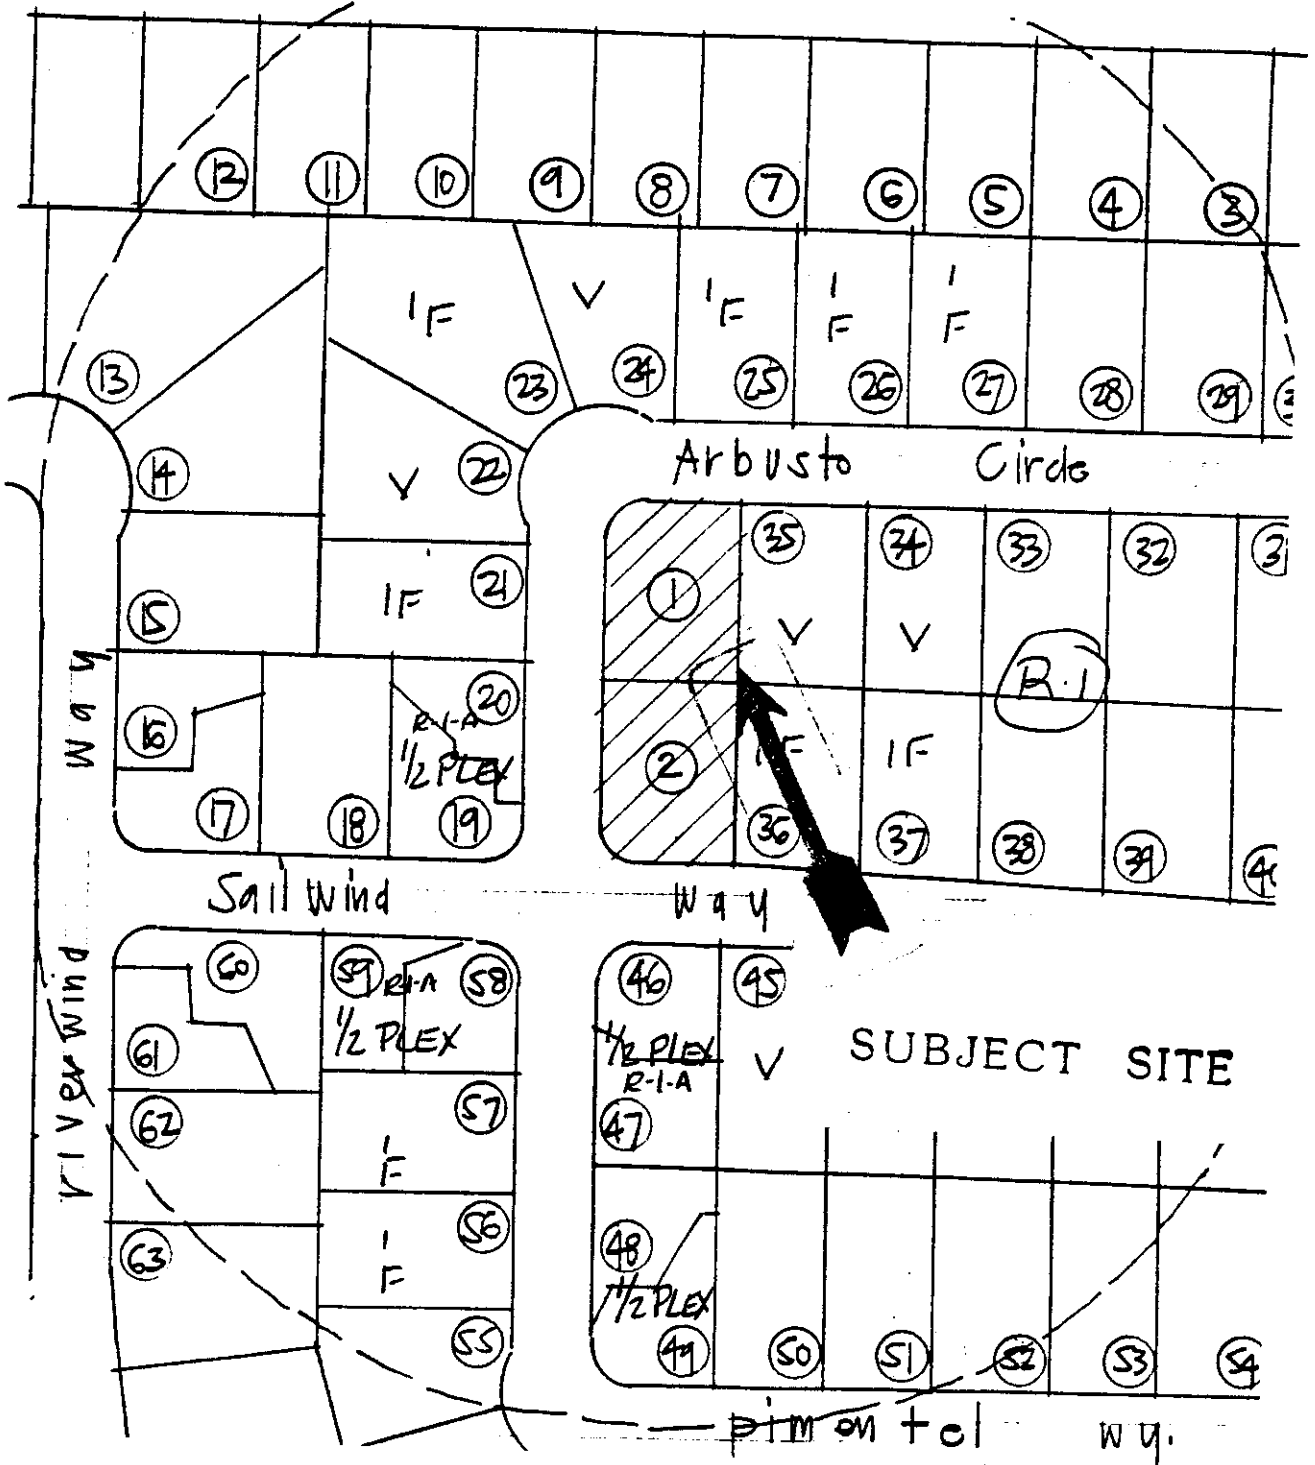 12 11 10 9 8 7 6 5 4 3
1 F V 1 F 1 F 1 F
13 23 24 25 26 27 28 29
Arbusto Circle
14 V 22
35 34 33 32
15 1F 21 1
V V R-1
16 R-1-A 20
1/2 PLEX 2 1F 1F
17 18 19 36 37 38 39
Sailwind Way
Riverwind Way
60 59 R-1-A 58 46 45
61 1/2 PLEX 1/2 PLEX V
R-1-A
SUBJECT SITE
62 57 47
1 F
63 56 48
1 F 1/2 PLEX
55 49 50 51 52 53 54
pimontel wy.